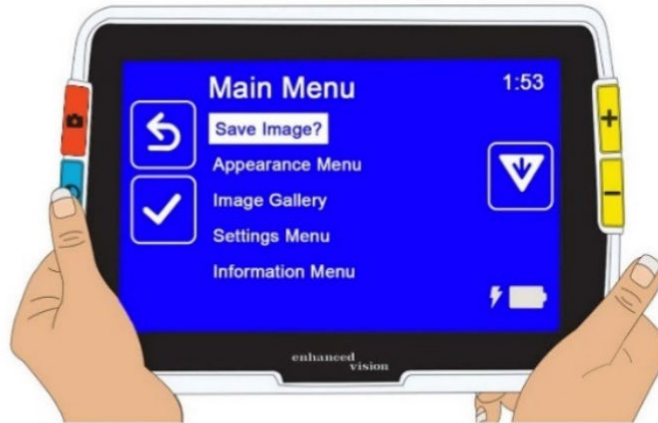 Main Menu
1:53
Save Image?
Appearance Menu
Image Gallery
Settings Menu
Information Menu
+
−
enhanced
vision